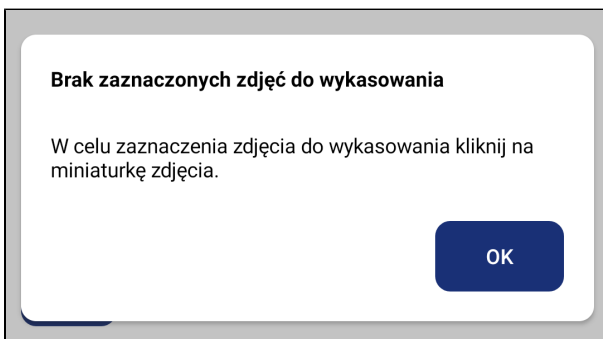 Brak zaznaczonych zdjęć do wykasowania
W celu zaznaczenia zdjęcia do wykasowania kliknij na
miniaturkę zdjęcia.
OK